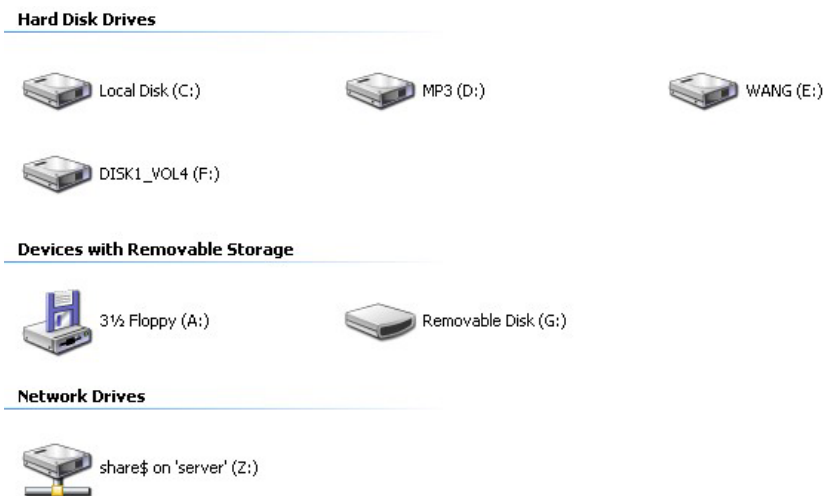 Hard Disk Drives
Local Disk (C:)
MP3 (D:)
WANG (E:)
DISK1_VOL4 (F:)
Devices with Removable Storage
3½ Floppy (A:)
Removable Disk (G:)
Network Drives
share$ on 'server' (Z:)